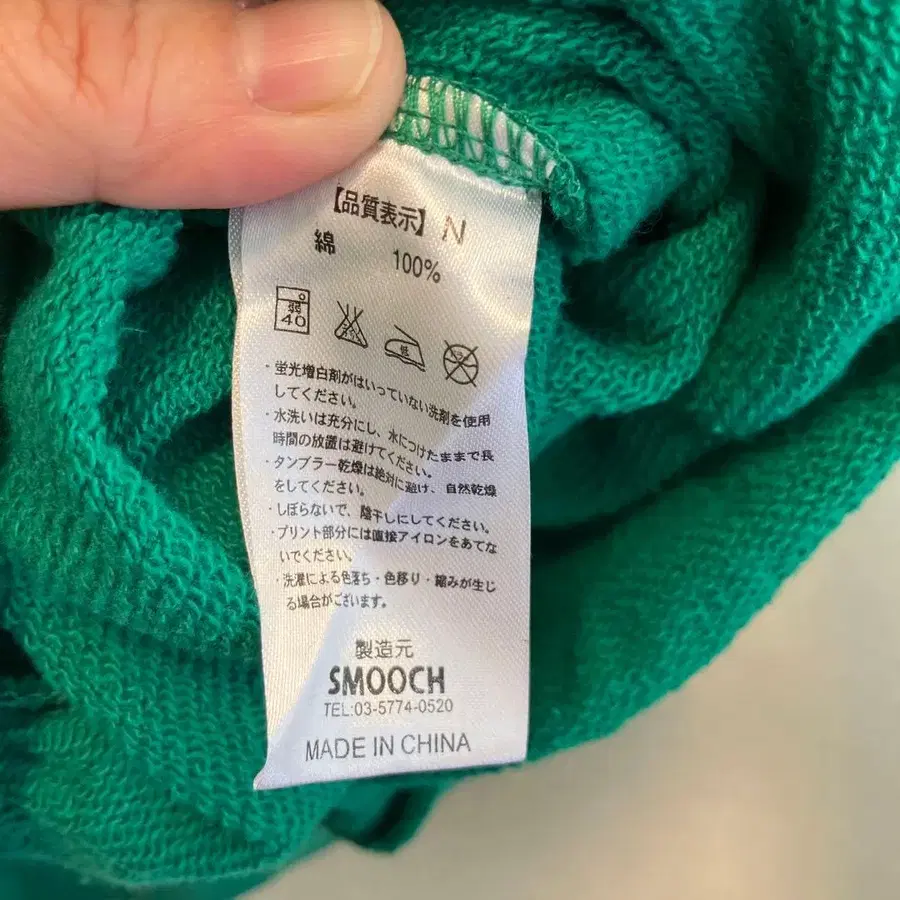 【品質表示】 N
綿 100%
弱
40
エンソサラシ
低
・蛍光増白剤がはいっていない洗剤を使用
してください。
・水洗いは充分にし、水につけたままで長
時間の放置は避けてください。
・タンブラー乾燥は絶対に避け、自然乾燥
をしてください。
・しぼらないで、陰干しにしてください。
・プリント部分には直接アイロンをあてな
いでください。
・洗濯による色落ち・色移り・縮みが生じ
る場合がございます。
製造元
SMOOCH
TEL:03-5774-0520
MADE IN CHINA